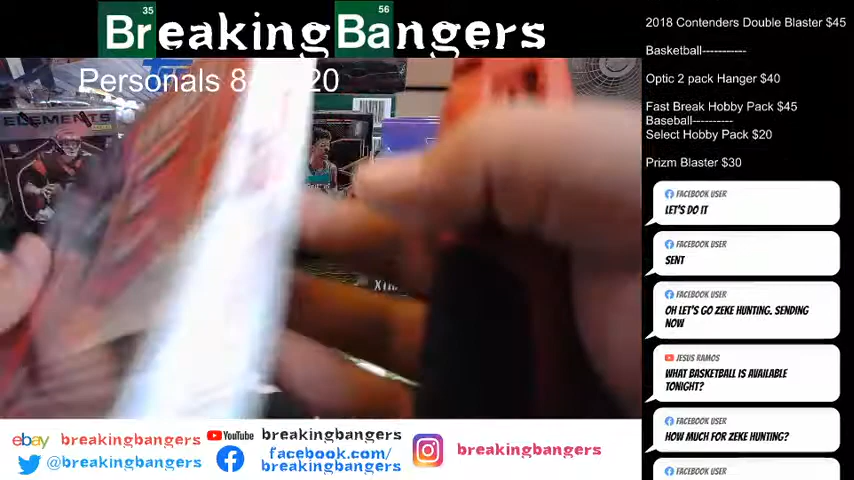 35
56
BreakingBangers
Personals 8
20
ELEMENTS
2018 Contenders Double Blaster $45
Basketball-----------
Optic 2 pack Hanger $40
Fast Break Hobby Pack $45
Baseball----------
Select Hobby Pack $20
Prizm Blaster $30
FACEBOOK USER
LET'S DO IT
FACEBOOK USER
SENT
FACEBOOK USER
OH LET'S GO ZEKE HUNTING. SENDING
NOW
JESUS RAMOS
WHAT BASKETBALL IS AVAILABLE
TONIGHT?
FACEBOOK USER
HOW MUCH FOR ZEKE HUNTING?
FACEBOOK USER
ebay breakingbangers
YouTube breakingbangers
@breakingbangers
facebook.com/
breakingbangers
breakingbangers